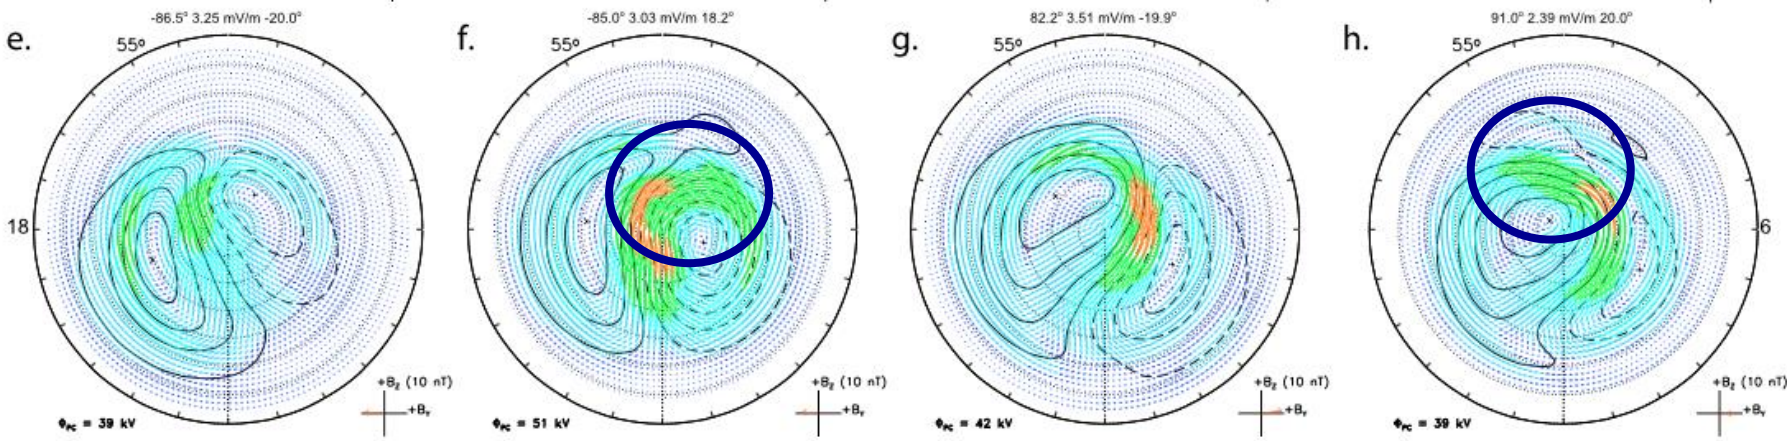 -86.5° 3.25 mV/m -20.0°
e.
55°
18
+B_Z (10 nT)
+B_Y
Φ_PC = 39 kV
-85.0° 3.03 mV/m 18.2°
f.
55°
+B_Z (10 nT)
+B_Y
Φ_PC = 51 kV
82.2° 3.51 mV/m -19.9°
g.
55°
+B_Z (10 nT)
+B_Y
Φ_PC = 42 kV
91.0° 2.39 mV/m 20.0°
h.
55°
6
+B_Z (10 nT)
+B_Y
Φ_PC = 39 kV